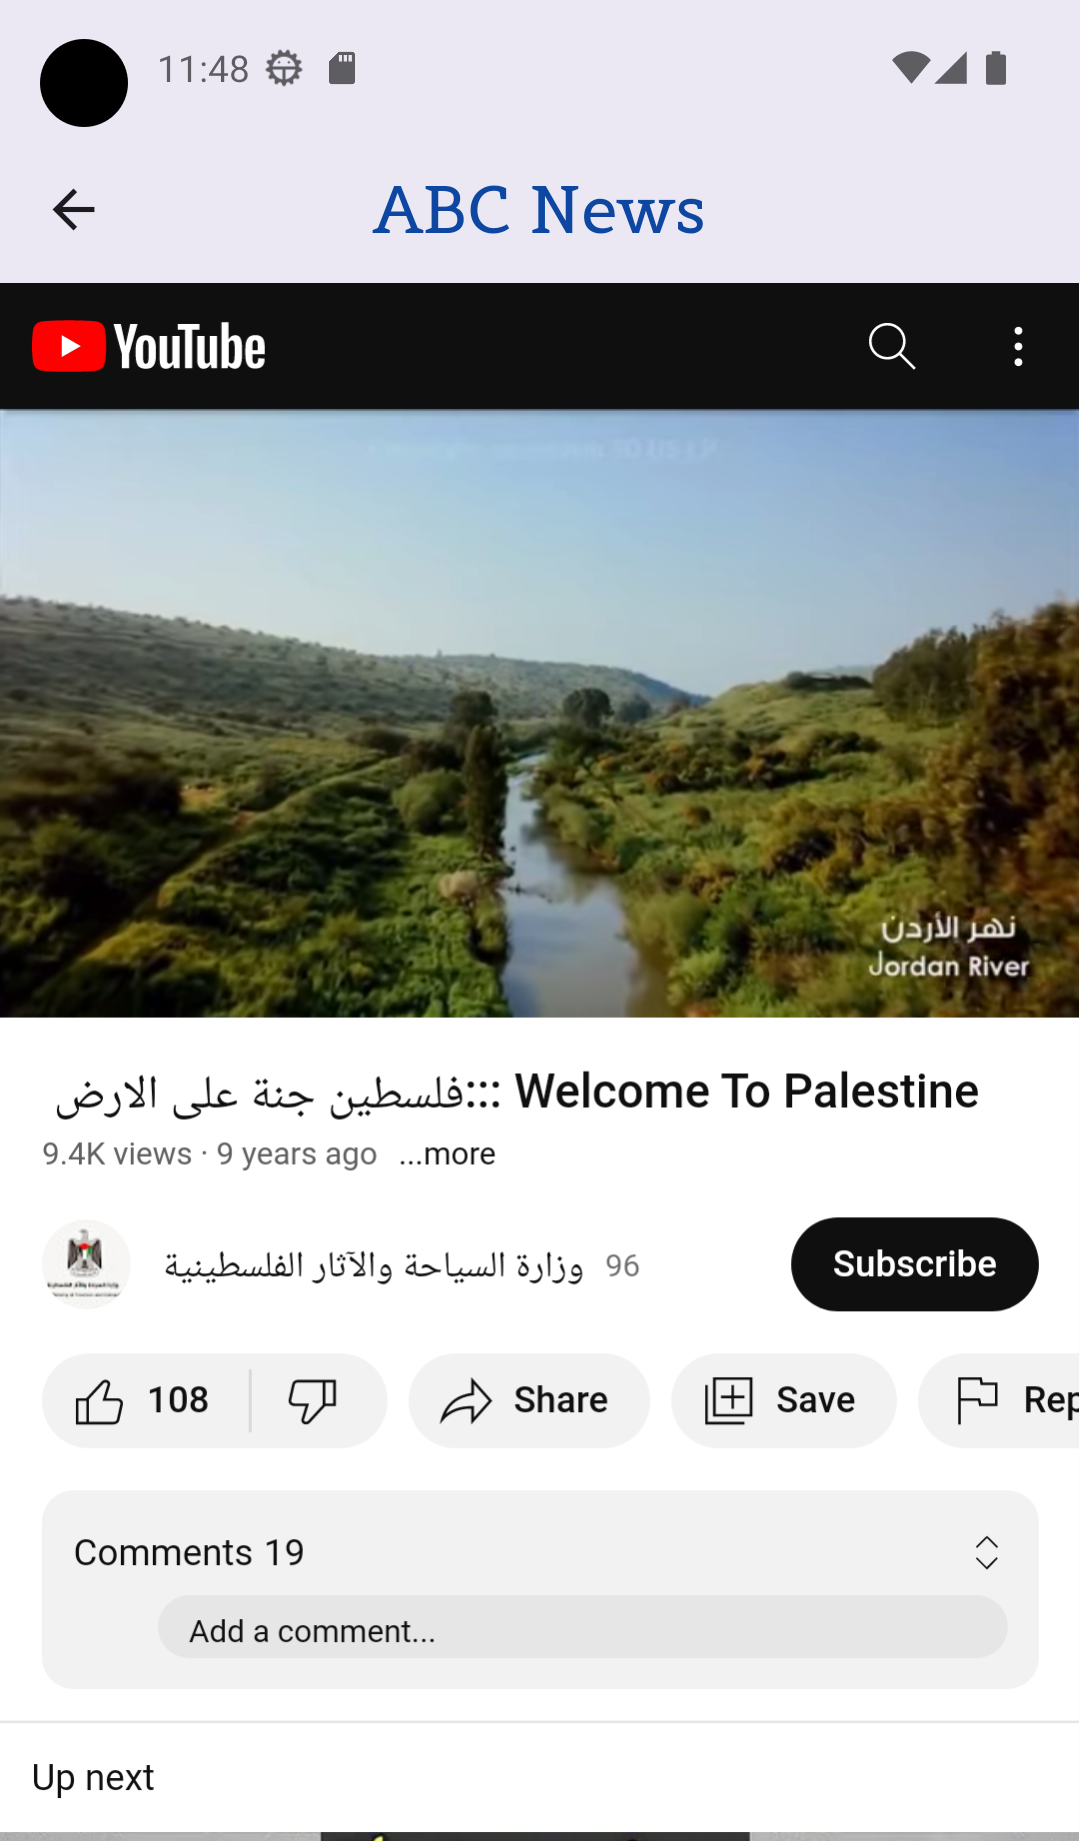 11:48
ABC News
YouTube
نهر الأردن
Jordan River
فلسطين جنة على الارض::: Welcome To Palestine
9.4K views · 9 years ago ...more
وزارة السياحة والآثار الفلسطينية 96
Subscribe
108
Share
Save
Rep
Comments 19
Add a comment...
Up next